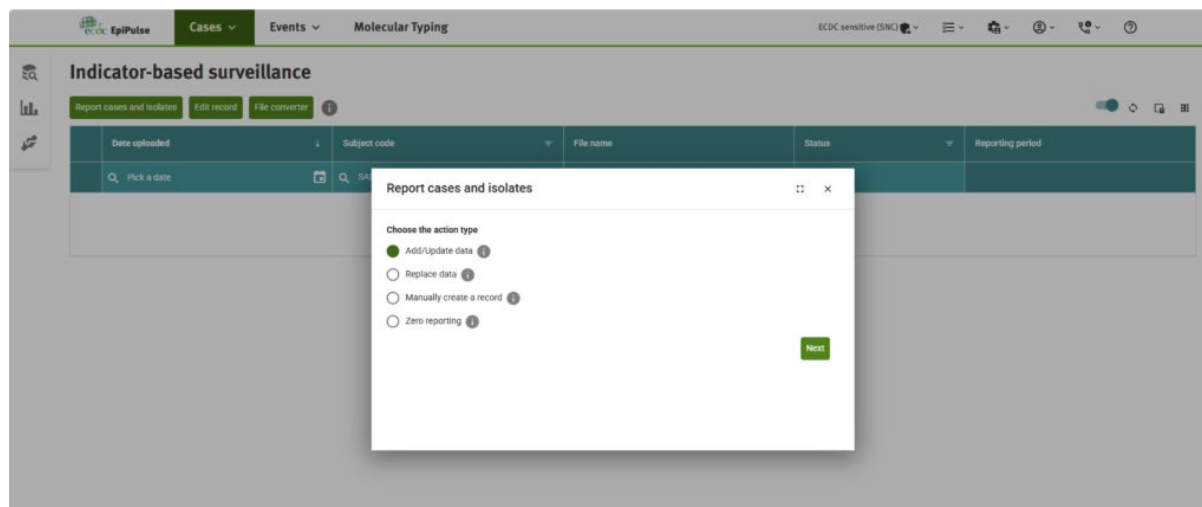 ecdc EpiPulse Cases Events Molecular Typing ECDC sensitive (SNC)
Indicator-based surveillance
Report cases and isolates Edit record File converter
Date uploaded Subject code File name Status Reporting period
Pick a date
Report cases and isolates
Choose the action type
Add/Update data
Replace data
Manually create a record
Zero reporting
Next